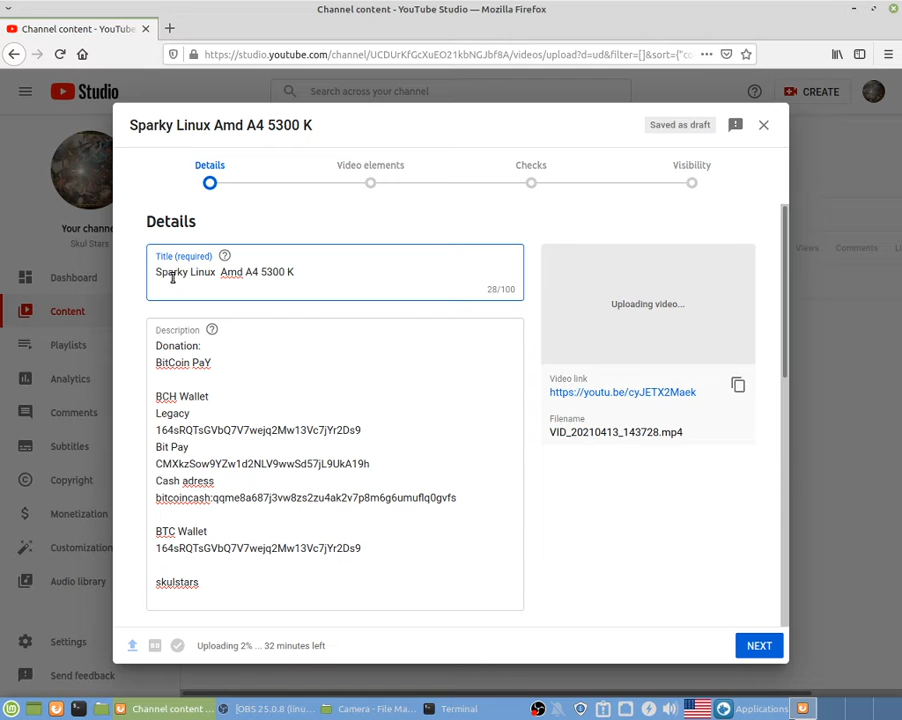 Channel content - YouTube Studio — Mozilla Firefox
Channel content - YouTube
https://studio.youtube.com/channel/UCDUrKfGcXuEO21kbNGJbf8A/videos/upload?d=ud&filter=[]&sort={"co
Studio
Search across your channel
CREATE
Sparky Linux Amd A4 5300 K
Saved as draft
Details
Video elements
Checks
Visibility
Details
Title (required)
Sparky Linux  Amd A4 5300 K
28/100
Description
Donation:
BitCoin PaY
BCH Wallet
Legacy
164sRQTsGVbQ7V7wejq2Mw13Vc7jYr2Ds9
Bit Pay
CMXkzSow9YZw1d2NLV9wwSd57jL9UkA19h
Cash adress
bitcoincash:qqme8a687j3vw8zs2zu4ak2v7p8m6g6umuflq0gvfs
BTC Wallet
164sRQTsGVbQ7V7wejq2Mw13Vc7jYr2Ds9
skulstars
Uploading video...
Video link
https://youtu.be/cyJETX2Maek
Filename
VID_20210413_143728.mp4
Uploading 2% ... 32 minutes left
NEXT
Your chann
Skul Stars
Dashboard
Content
Playlists
Analytics
Comments
Subtitles
Copyright
Monetization
Customization
Audio library
Settings
Send feedback
Views
Comments
Channel content ...
[OBS 25.0.8 (linu...
Camera - File Ma...
Terminal
Applications